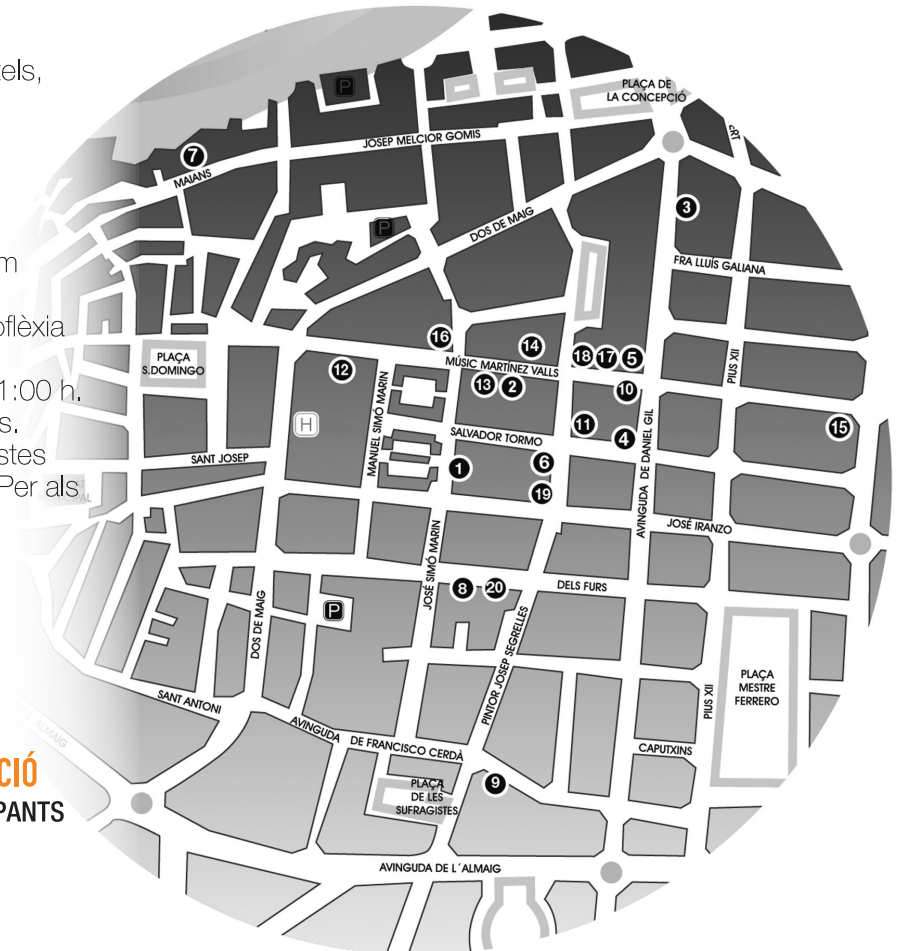 tels,
m
oflèxia
1:00 h.
s.
stes
Per als
CIÓ
PANTS
PLAÇA DE
LA CONCEPCIÓ
P
JOSEP MELCIOR GOMIS
7
MAIANS
3
P
DOS DE MAIG
FRA LLUÍS GALIANA
16
14
18 17 5
PLAÇA
S.DOMINGO
12
MÚSIC MARTÍNEZ VALLS
13 2
10
PIUS XII
MANUEL SIMÓ MARIN
H
11
4
15
SALVADOR TORMO
AVINGUDA DE DANIEL GIL
SANT JOSEP
1
6
19
JOSÉ IRANZO
JOSÉ SIMÓ MARIN
8 20
DELS FURS
P
DOS DE MAIG
PINTOR JOSEP SEGRELLES
PLAÇA
MESTRE
FERRERO
PIUS XII
SANT ANTONI
AVINGUDA DE FRANCISCO CERDÀ
CAPUTXINS
L'ALMAIG
9
PLAÇA
DE LES
SUFRAGISTES
AVINGUDA DE L´ALMAIG